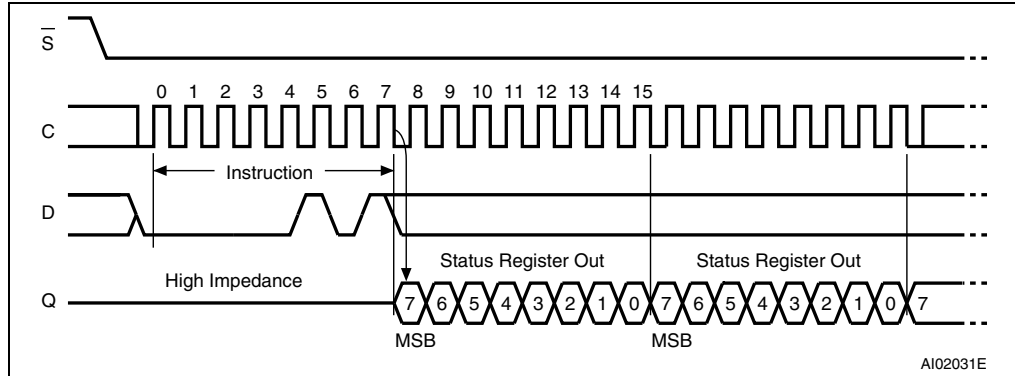 S
0 1 2 3 4 5 6 7 8 9 10 11 12 13 14 15
C
Instruction
D
Status Register Out Status Register Out
High Impedance
Q 7 6 5 4 3 2 1 0 7 6 5 4 3 2 1 0 7
MSB MSB
AI02031E